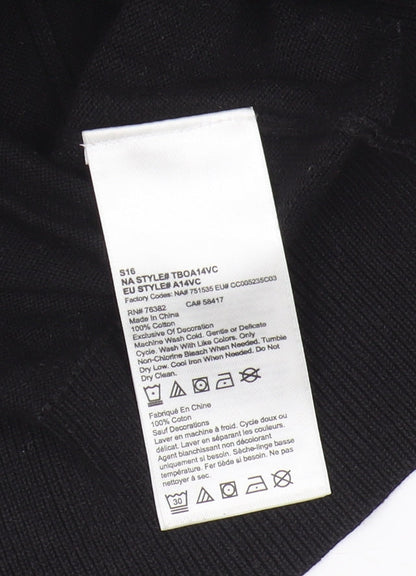 S16
NA STYLE# TBOA14VC
EU STYLE# A14VC
Factory Codes: NA# 751535 EU# CC005235C03
RN# 76382 CA# 58417
Made In China
100% Cotton
Exclusive Of Decoration
Machine Wash Cold. Gentle or Delicate
Cycle. Wash With Like Colors. Only
Non-Chlorine Bleach When Needed. Tumble
Dry Low. Cool Iron When Needed. Do Not
Dry Clean.
Fabriqué En Chine
100% Coton
Sauf Decorations
Laver en machine à froid. Cycle doux ou
délicat. Laver en séparant les couleurs.
Agent blanchissant non décolorant
uniquement si besoin. Sèche-linge basse
température. Fer tiède si besoin. Ne pas
nettoyer à sec.
30